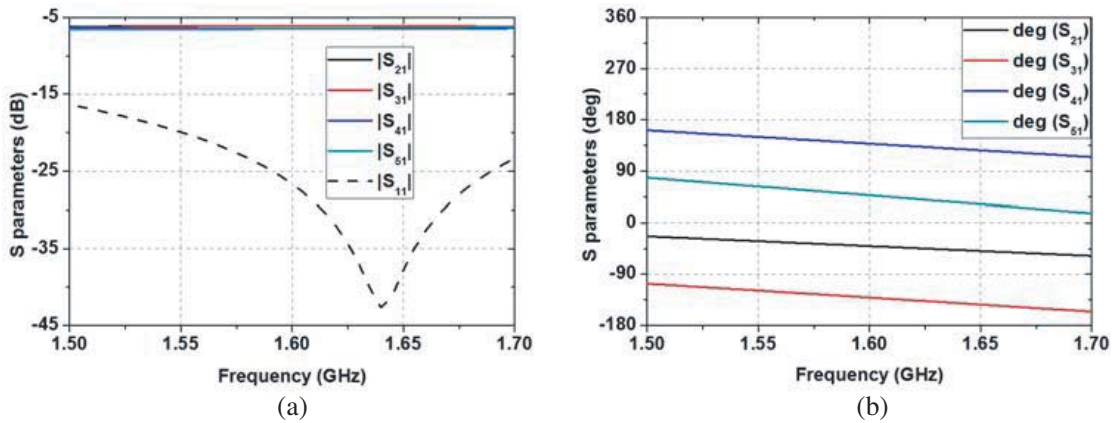 -5
-15
-25
-35
-45
S parameters (dB)
|S21|
|S31|
|S41|
|S51|
|S11|
1.50 1.55 1.60 1.65 1.70
Frequency (GHz)
(a)
360
270
180
90
0
-90
-180
S parameters (deg)
deg (S21)
deg (S31)
deg (S41)
deg (S51)
1.50 1.55 1.60 1.65 1.70
Frequency (GHz)
(b)